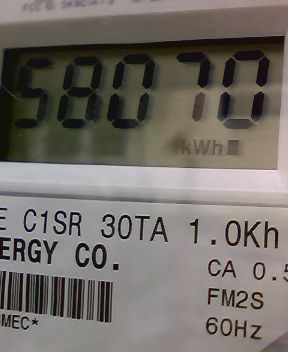 58070
kWh
C1SR 30TA 1.0Kh
ERGY CO.
CA 0.5
FM2S
MEC*
60Hz